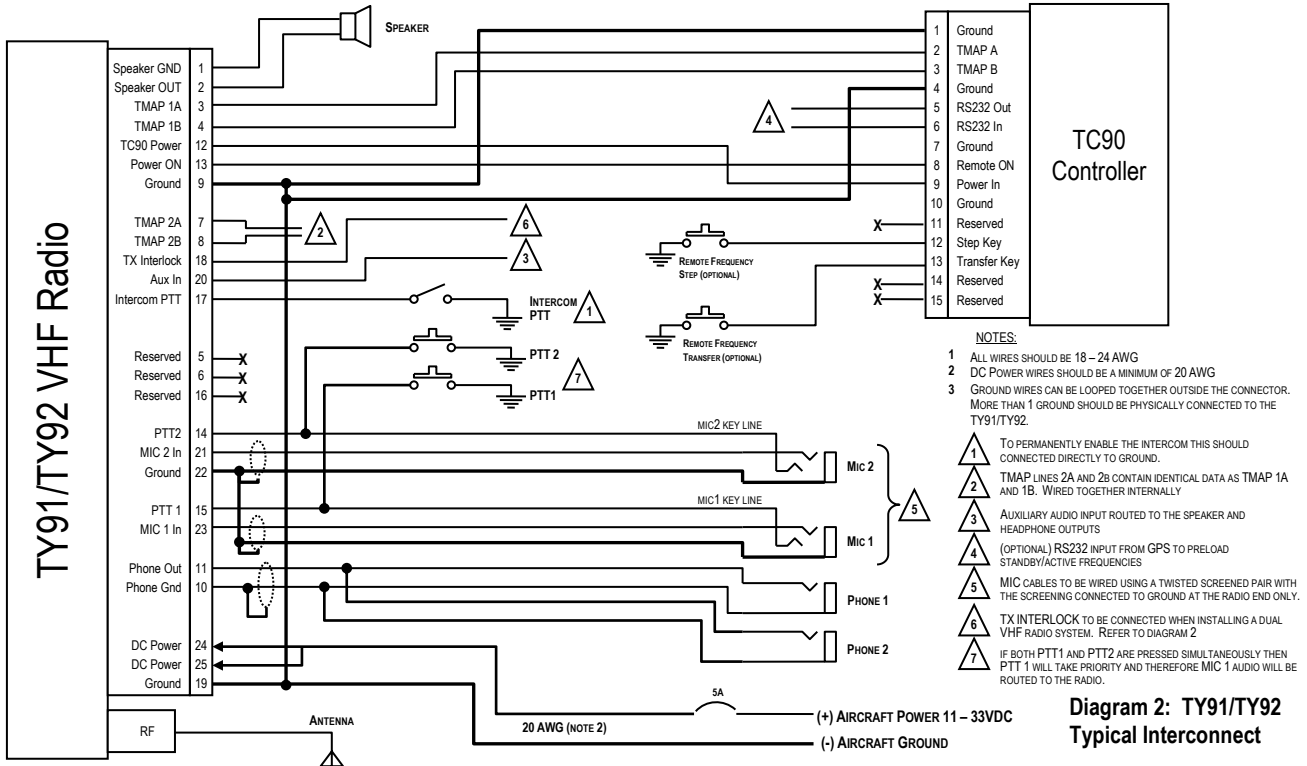 TY91/TY92 VHF Radio
SPEAKER
Speaker GND 1
Speaker OUT 2
TMAP 1A 3
TMAP 1B 4
TC90 Power 12
Power ON 13
Ground 9
TMAP 2A 7
TMAP 2B 8
TX Interlock 18
Aux In 20
Intercom PTT 17
Reserved 5 X
Reserved 6 X
Reserved 16 X
PTT2 14
MIC 2 In 21
Ground 22
PTT 1 15
MIC 1 In 23
Phone Out 11
Phone Gnd 10
DC Power 24
DC Power 25
Ground 19
RF
ANTENNA
2
6
3
INTERCOM
PTT
1
PTT 2
7
PTT1
MIC2 KEY LINE
MIC 2
MIC1 KEY LINE
MIC 1
5
PHONE 1
PHONE 2
5A
20 AWG (NOTE 2)
(+) AIRCRAFT POWER 11 – 33VDC
(-) AIRCRAFT GROUND
4
REMOTE FREQUENCY
STEP (OPTIONAL)
REMOTE FREQUENCY
TRANSFER (OPTIONAL)
1 Ground
2 TMAP A
3 TMAP B
4 Ground
5 RS232 Out
6 RS232 In
7 Ground
8 Remote ON
9 Power In
10 Ground
X 11 Reserved
12 Step Key
13 Transfer Key
X 14 Reserved
X 15 Reserved
TC90
Controller
NOTES:
1 ALL WIRES SHOULD BE 18 – 24 AWG
2 DC POWER WIRES SHOULD BE A MINIMUM OF 20 AWG
3 GROUND WIRES CAN BE LOOPED TOGETHER OUTSIDE THE CONNECTOR.
MORE THAN 1 GROUND SHOULD BE PHYSICALLY CONNECTED TO THE
TY91/TY92.
1 TO PERMANENTLY ENABLE THE INTERCOM THIS SHOULD
CONNECTED DIRECTLY TO GROUND.
2 TMAP LINES 2A AND 2B CONTAIN IDENTICAL DATA AS TMAP 1A
AND 1B. WIRED TOGETHER INTERNALLY
3 AUXILIARY AUDIO INPUT ROUTED TO THE SPEAKER AND
HEADPHONE OUTPUTS
4 (OPTIONAL) RS232 INPUT FROM GPS TO PRELOAD
STANDBY/ACTIVE FREQUENCIES
5 MIC CABLES TO BE WIRED USING A TWISTED SCREENED PAIR WITH
THE SCREENING CONNECTED TO GROUND AT THE RADIO END ONLY.
6 TX INTERLOCK TO BE CONNECTED WHEN INSTALLING A DUAL
VHF RADIO SYSTEM. REFER TO DIAGRAM 2
7 IF BOTH PTT1 AND PTT2 ARE PRESSED SIMULTANEOUSLY THEN
PTT 1 WILL TAKE PRIORITY AND THEREFORE MIC 1 AUDIO WILL BE
ROUTED TO THE RADIO.
Diagram 2: TY91/TY92
Typical Interconnect